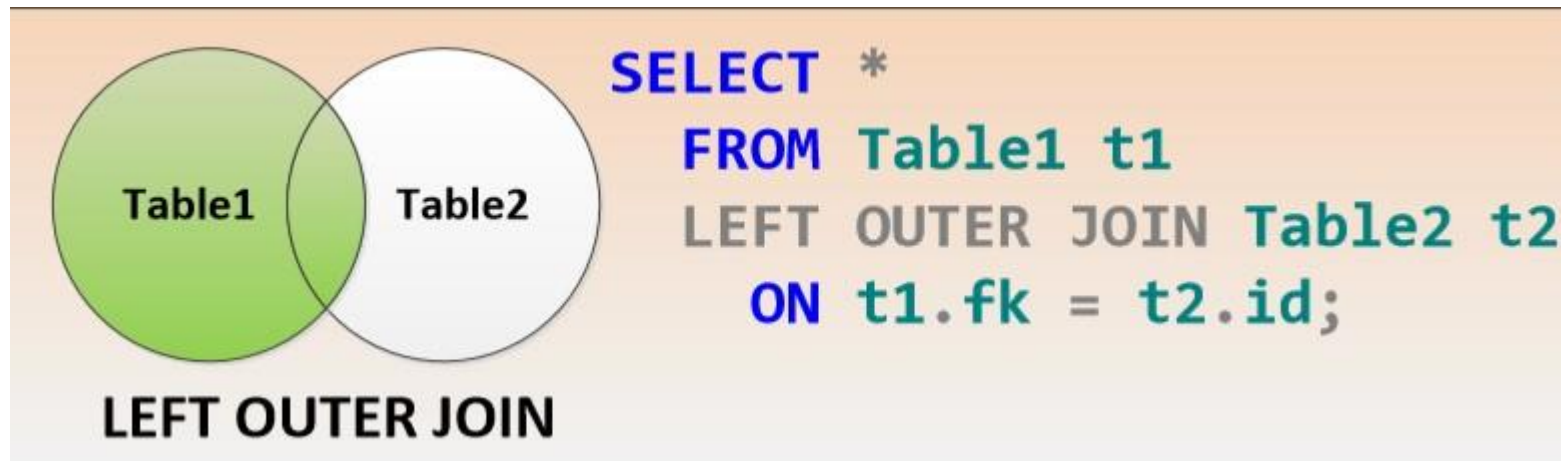 Table1
Table2
LEFT OUTER JOIN
SELECT *
FROM Table1 t1
LEFT OUTER JOIN Table2 t2
ON t1.fk = t2.id;